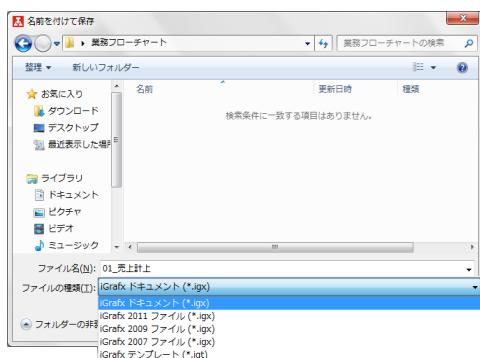 名前を付けて保存
業務フローチャート
業務フローチャートの検索
整理 新しいフォルダー
お気に入り
ダウンロード
デスクトップ
最近表示した場所
ライブラリ
ドキュメント
ピクチャ
ビデオ
ミュージック
名前 更新日時 種類
検索条件に一致する項目はありません。
ファイル名(N): 01_売上計上
ファイルの種類(T): iGrafx ドキュメント (*.igx)
iGrafx ドキュメント (*.igx)
iGrafx 2011 ファイル (*.igx)
iGrafx 2009 ファイル (*.igx)
iGrafx 2007 ファイル (*.igx)
iGrafx テンプレート (*.igt)
フォルダーの非